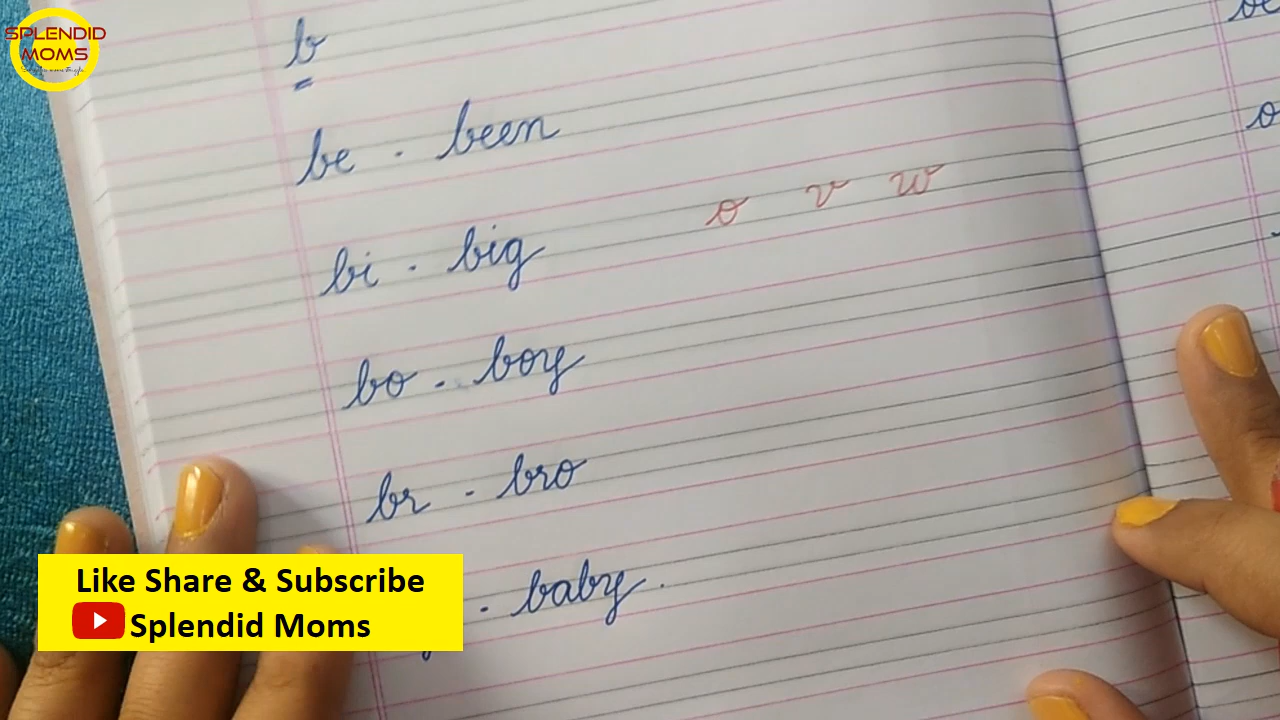 SPLENDID
MOMS
b
be . been
o v w
bi . big
bo . boy
br . bro
. baby.
Like Share & Subscribe
Splendid Moms